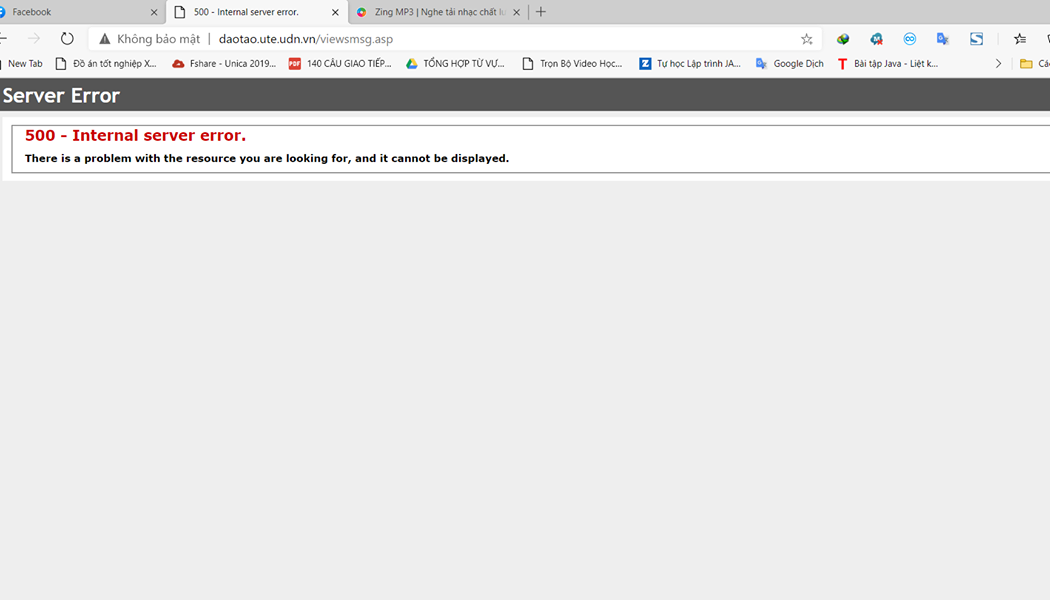 Facebook
500 - Internal server error.
Zing MP3 | Nghe tải nhạc chất lư
Không bảo mật | daotao.ute.udn.vn/viewsmsg.asp
New Tab
Đồ án tốt nghiệp X...
Fshare - Unica 2019...
PDF
140 CÂU GIAO TIẾP...
TỔNG HỢP TỪ VỰ...
Trọn Bộ Video Học...
Z
Tự học Lập trình JA...
Google Dịch
T
Bài tập Java - Liệt k...
Các
Server Error
500 - Internal server error.
There is a problem with the resource you are looking for, and it cannot be displayed.